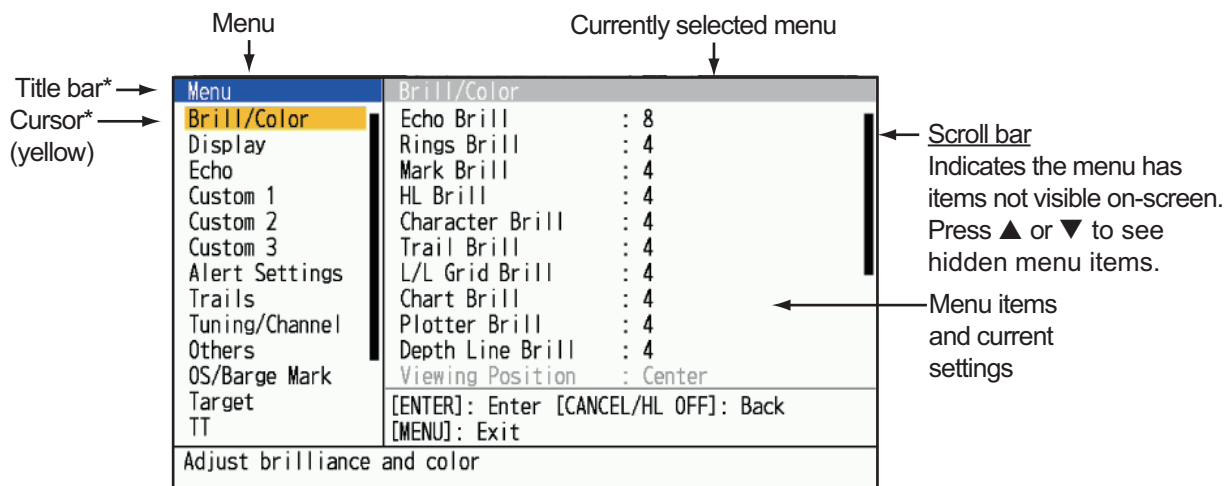 Menu
Currently selected menu
Title bar*
Cursor*
(yellow)
Menu
Brill/Color
Display
Echo
Custom 1
Custom 2
Custom 3
Alert Settings
Trails
Tuning/Channel
Others
OS/Barge Mark
Target
TT
Brill/Color
Echo Brill : 8
Rings Brill : 4
Mark Brill : 4
HL Brill : 4
Character Brill : 4
Trail Brill : 4
L/L Grid Brill : 4
Chart Brill : 4
Plotter Brill : 4
Depth Line Brill : 4
Viewing Position : Center
[ENTER]: Enter [CANCEL/HL OFF]: Back
[MENU]: Exit
Adjust brilliance and color
Scroll bar
Indicates the menu has
items not visible on-screen.
Press ▲ or ▼ to see
hidden menu items.
Menu items
and current
settings